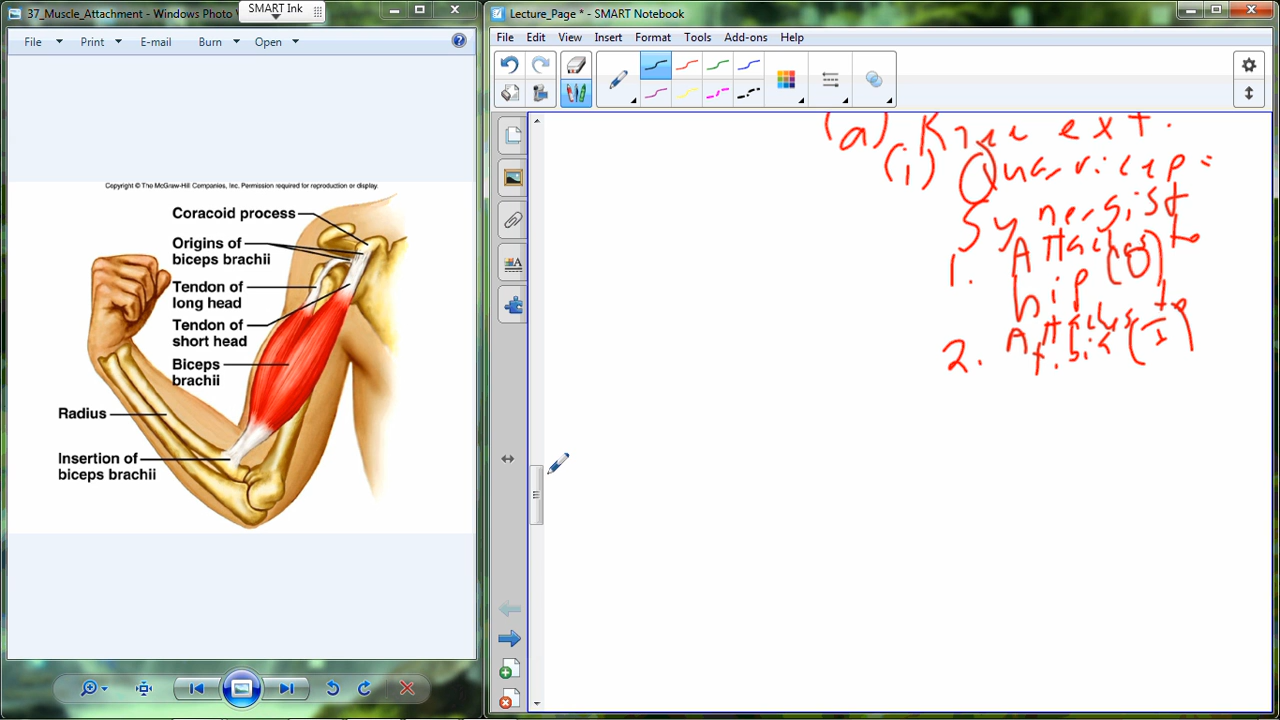 37_Muscle_Attachment - Windows Photo V
SMART Ink
File Print E-mail Burn Open
Copyright © The McGraw-Hill Companies, Inc. Permission required for reproduction or display.
Coracoid process
Origins of
biceps brachii
Tendon of
long head
Tendon of
short head
Biceps
brachii
Radius
Insertion of
biceps brachii
Lecture_Page * - SMART Notebook
File Edit View Insert Format Tools Add-ons Help
(a) Knee ext.
(i)
Synergist
1. Attaches to
hip (O)
2. Attaches to
(I)